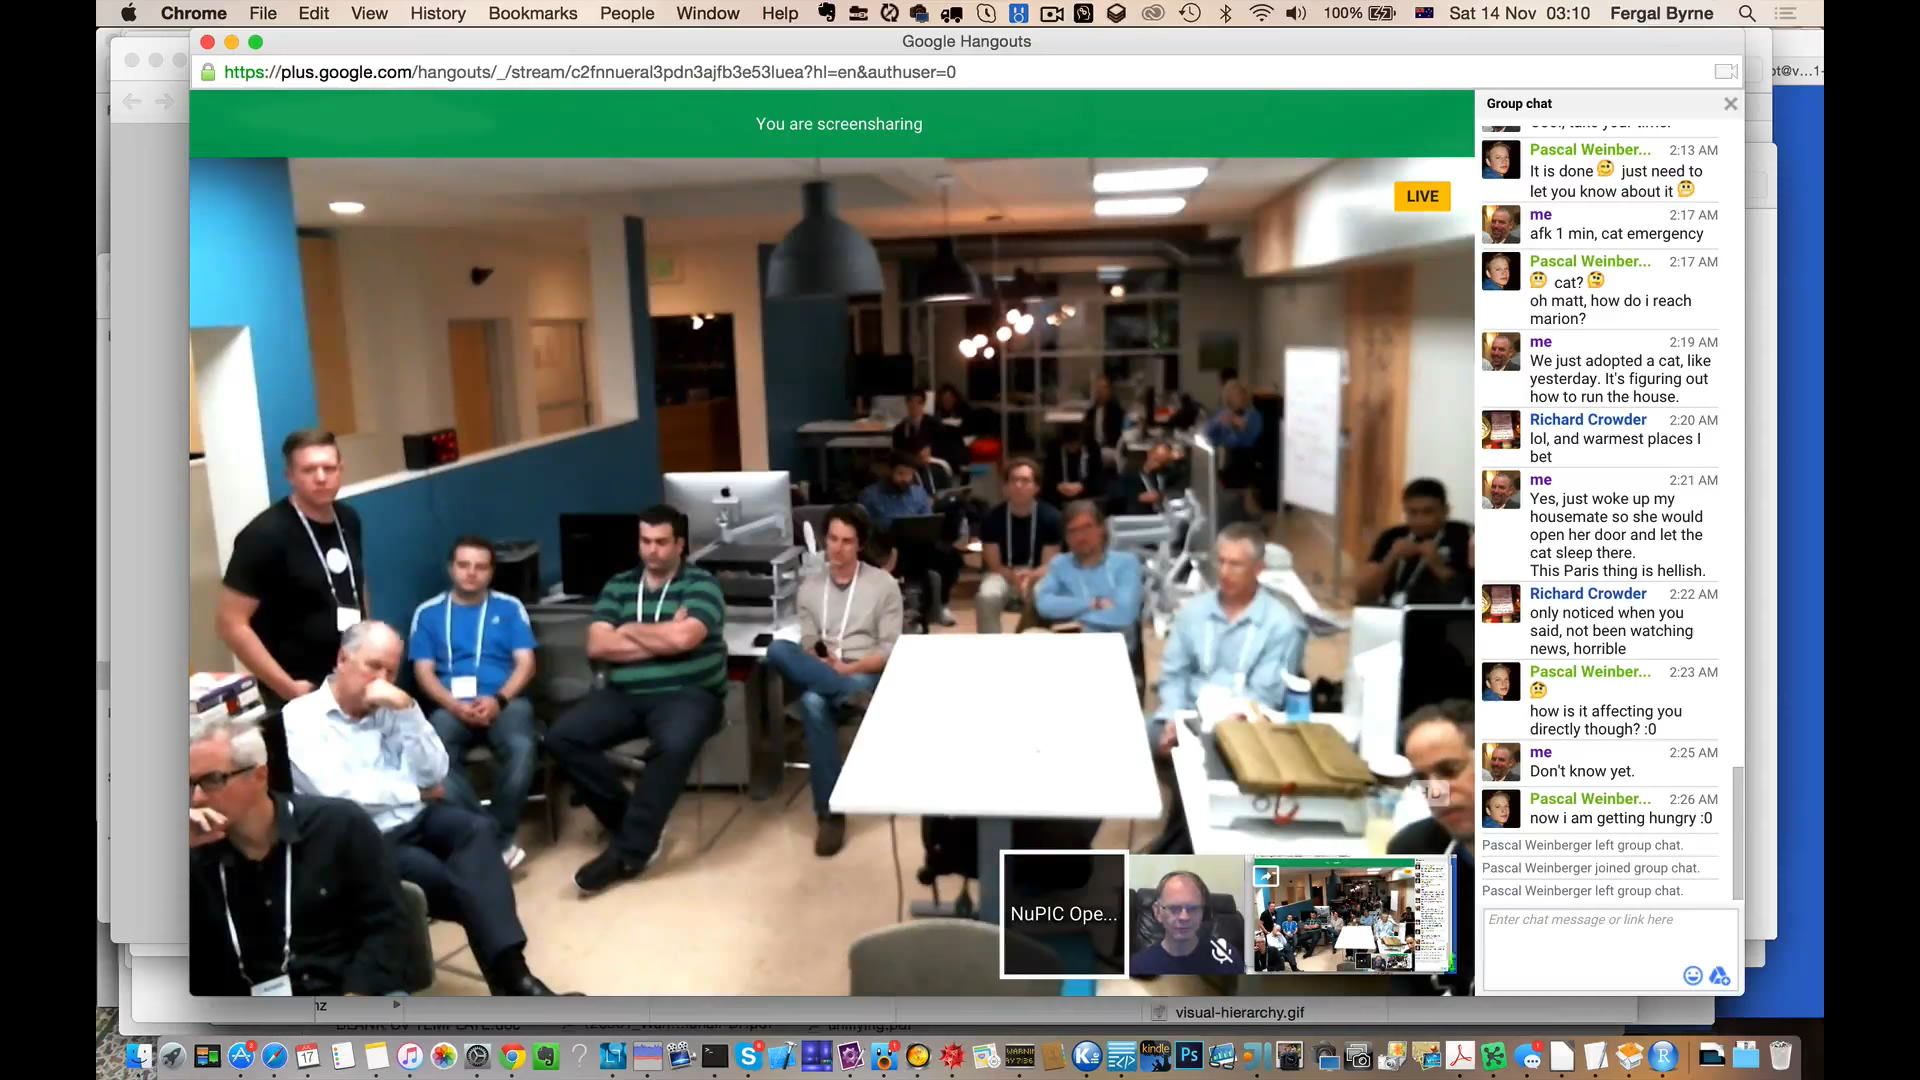 Chrome File Edit View History Bookmarks People Window Help 100% Sat 14 Nov 03:10 Fergal Byrne
Google Hangouts
https://plus.google.com/hangouts/_/stream/c2fnnueral3pdn3ajfb3e53luea?hl=en&authuser=0
You are screensharing
LIVE
Group chat
Pascal Weinber... 2:13 AM
It is done just need to
let you know about it
me 2:17 AM
afk 1 min, cat emergency
Pascal Weinber... 2:17 AM
cat?
oh matt, how do i reach
marion?
me 2:19 AM
We just adopted a cat, like
yesterday. It's figuring out
how to run the house.
Richard Crowder 2:20 AM
lol, and warmest places I
bet
me 2:21 AM
Yes, just woke up my
housemate so she would
open her door and let the
cat sleep there.
This Paris thing is hellish.
Richard Crowder 2:22 AM
only noticed when you
said, not been watching
news, horrible
Pascal Weinber... 2:23 AM
how is it affecting you
directly though? :0
me 2:25 AM
Don't know yet.
Pascal Weinber... 2:26 AM
now i am getting hungry :0
Pascal Weinberger left group chat.
Pascal Weinberger joined group chat.
Pascal Weinberger left group chat.
Enter chat message or link here
NuPIC Ope...
visual-hierarchy.gif
17
kindle
Ps